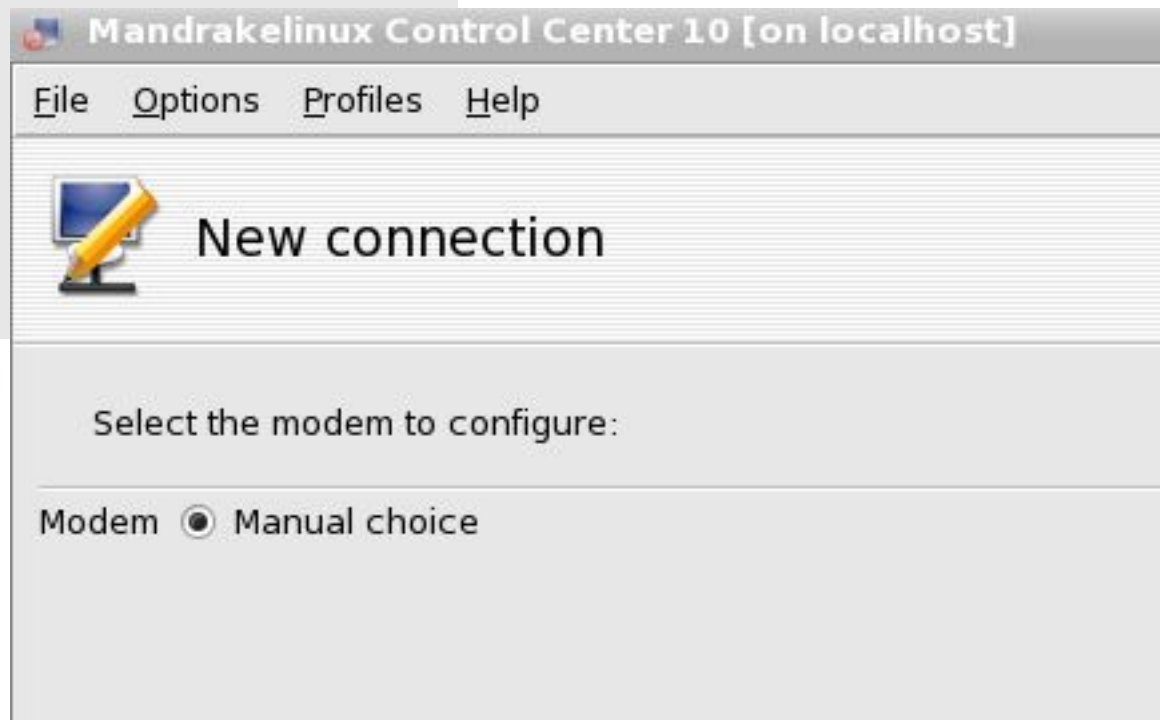 Mandrakelinux Control Center 10 [on localhost]
File Options Profiles Help
New connection
Select the modem to configure:
Modem Manual choice